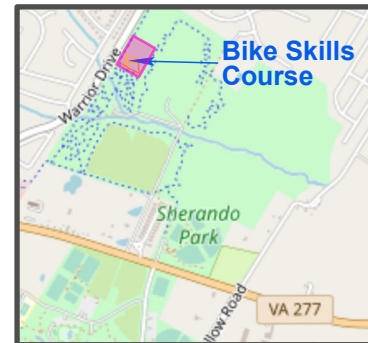 Bike Skills
Course
Warrior Drive
Sherando
Park
VA 277
llow Road